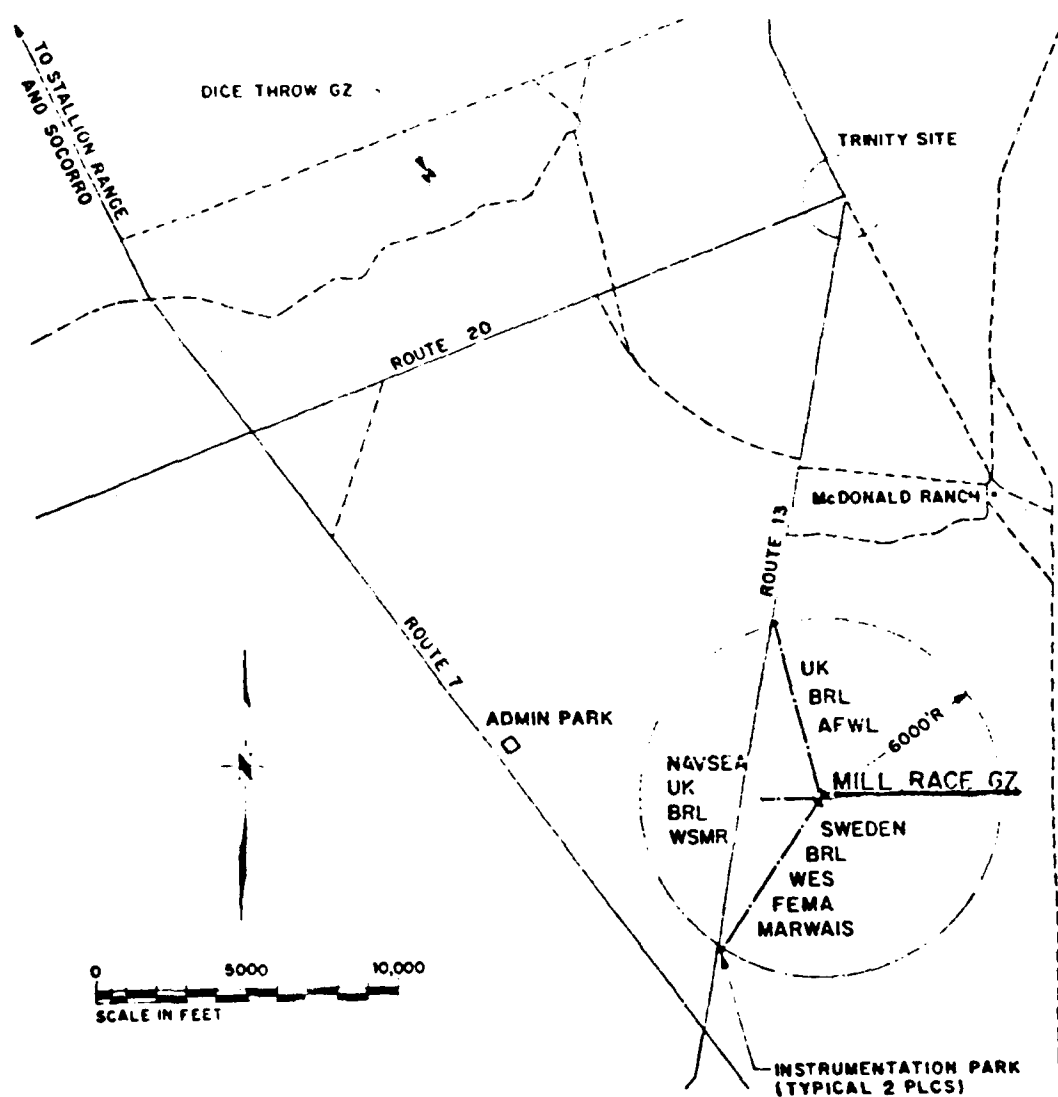 TO STALLION RANGE
AND SOCORRO
DICE THROW GZ
TRINITY SITE
ROUTE 20
McDONALD RANCH
ROUTE 13
ROUTE 7
ADMIN PARK
UK
BRL
AFWL
6000'R
NAVSEA
UK
BRL
WSMR
MILL RACE GZ
SWEDEN
BRL
WES
FEMA
MARWAIS
0 5000 10,000
SCALE IN FEET
INSTRUMENTATION PARK
(TYPICAL 2 PLCS)